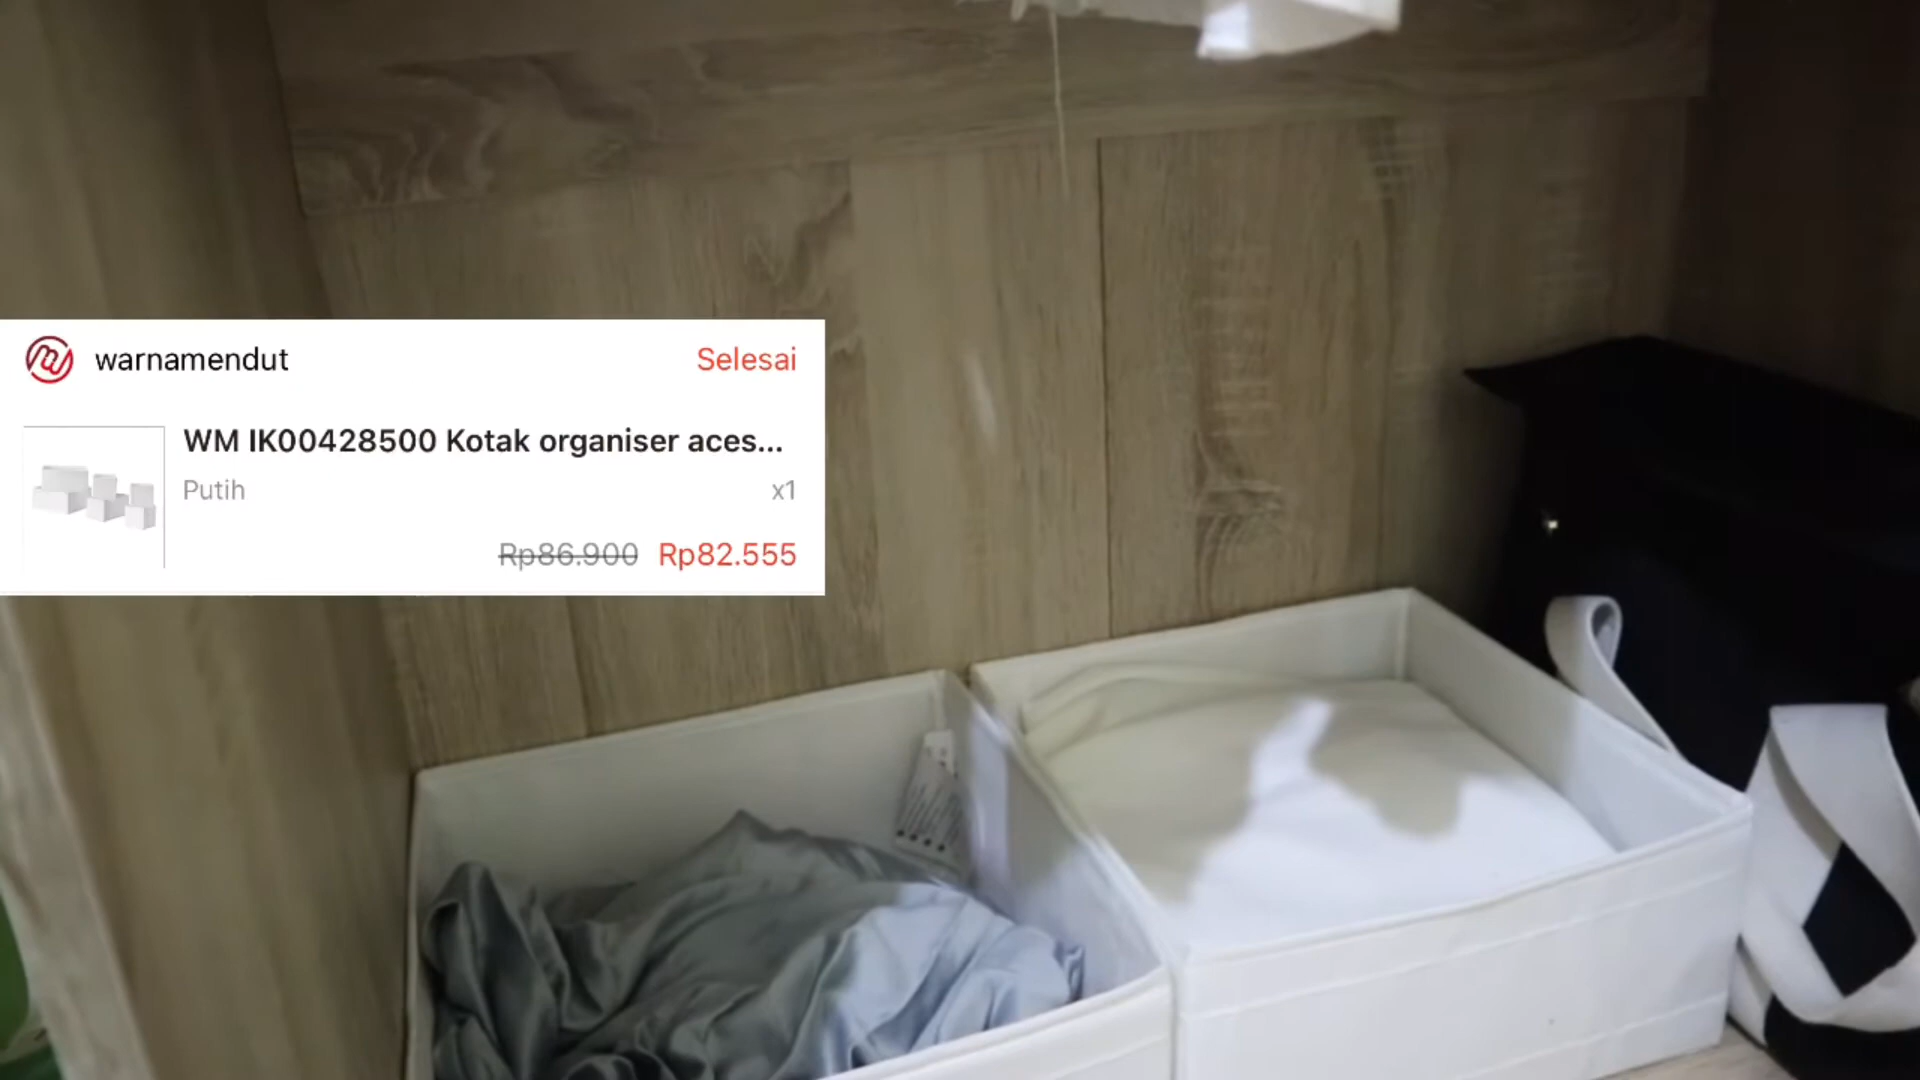 warnamendut
Selesai
WM IK00428500 Kotak organiser aces...
Putih
x1
Rp86.900 Rp82.555